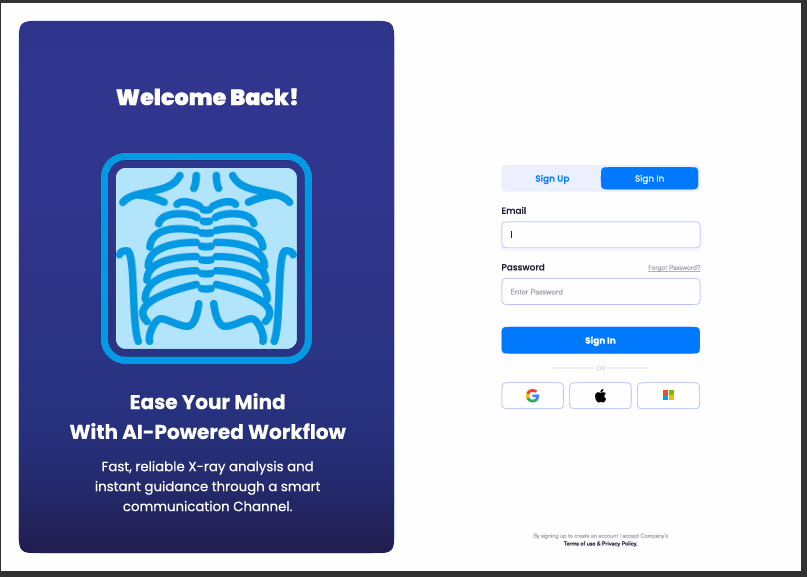 Welcome Back!
Ease Your Mind
With AI-Powered Workflow
Fast, reliable X-ray analysis and
instant guidance through a smart
communication Channel.
Sign Up
Sign In
Email
Password
Forgot Password?
Enter Password
Sign In
OR
By signing up to create an account I accept Company's
Terms of use & Privacy Policy.